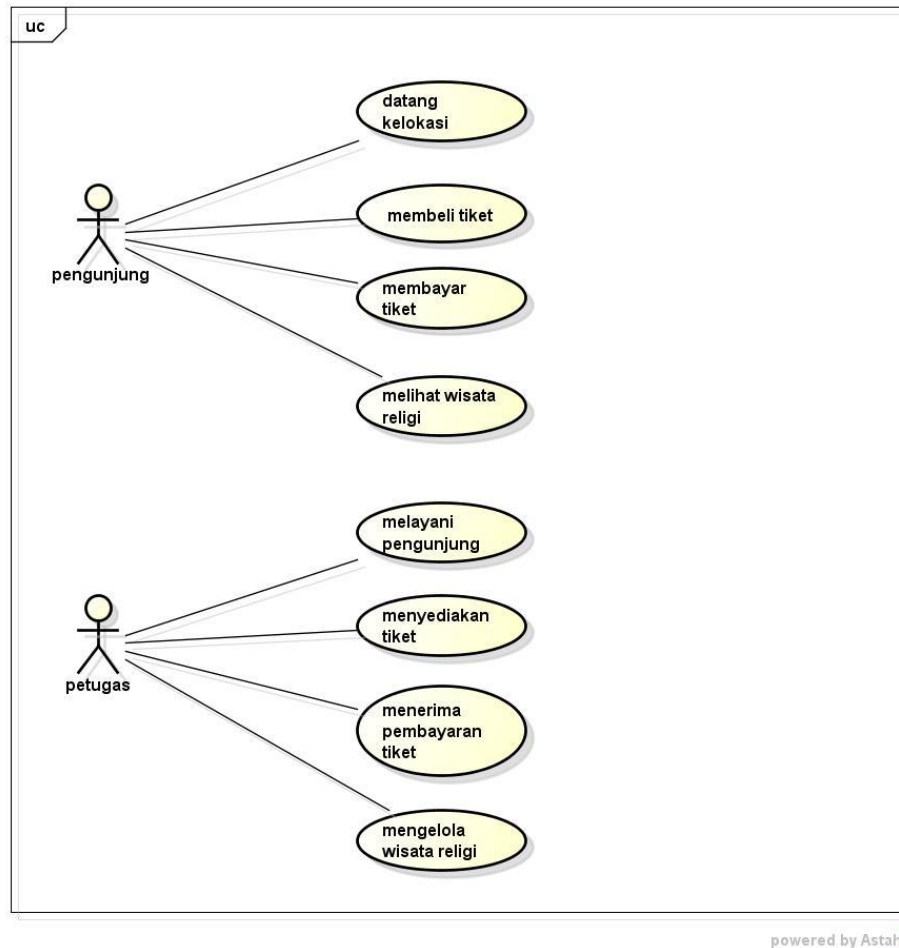 uc
datang
kelokasi
membeli tiket
pengunjung
membayar
tiket
melihat wisata
religi
melayani
pengunjung
menyediakan
tiket
petugas
menerima
pembayaran
tiket
mengelola
wisata religi
powered by Astah